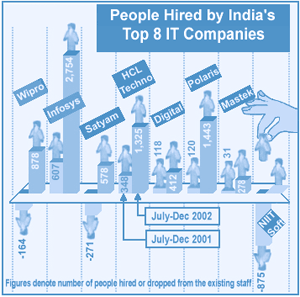 People Hired by India's
Top 8 IT Companies
Wipro
-164
878
Infosys
607
2,754
Satyam
-271
578
HCL
Techno
348
1,325
Digital
118
412
Polaris
120
1,443
Mastek
31
278
NIIT
Soft
-875
July-Dec 2002
July-Dec 2001
Figures denote number of people hired or dropped from the existing staff